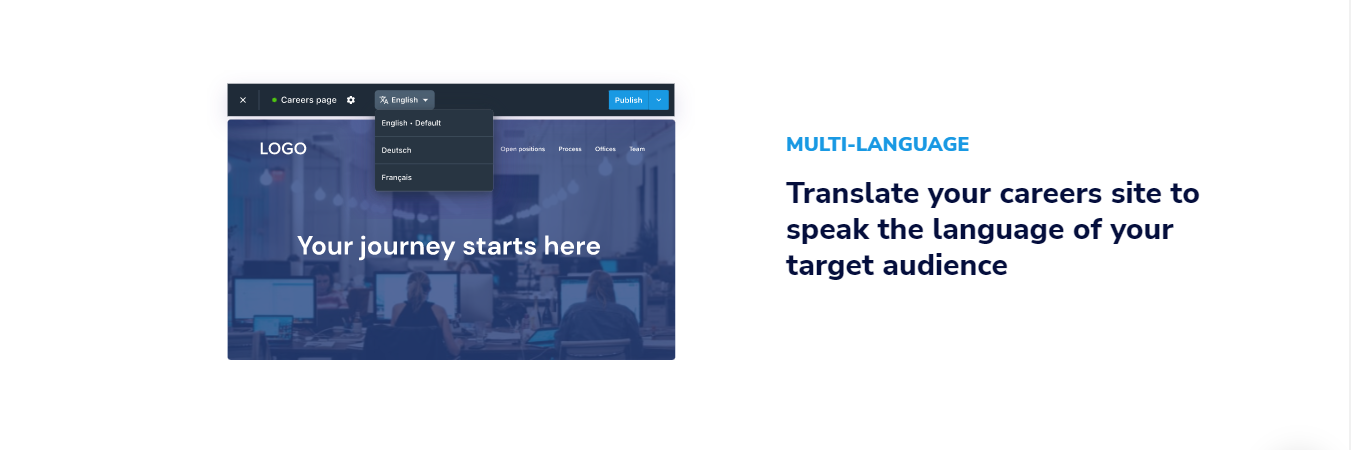 Careers page
English
Publish
English • Default
Deutsch
Français
LOGO
Open positions
Process
Offices
Team
Your journey starts here
MULTI-LANGUAGE
Translate your careers site to
speak the language of your
target audience